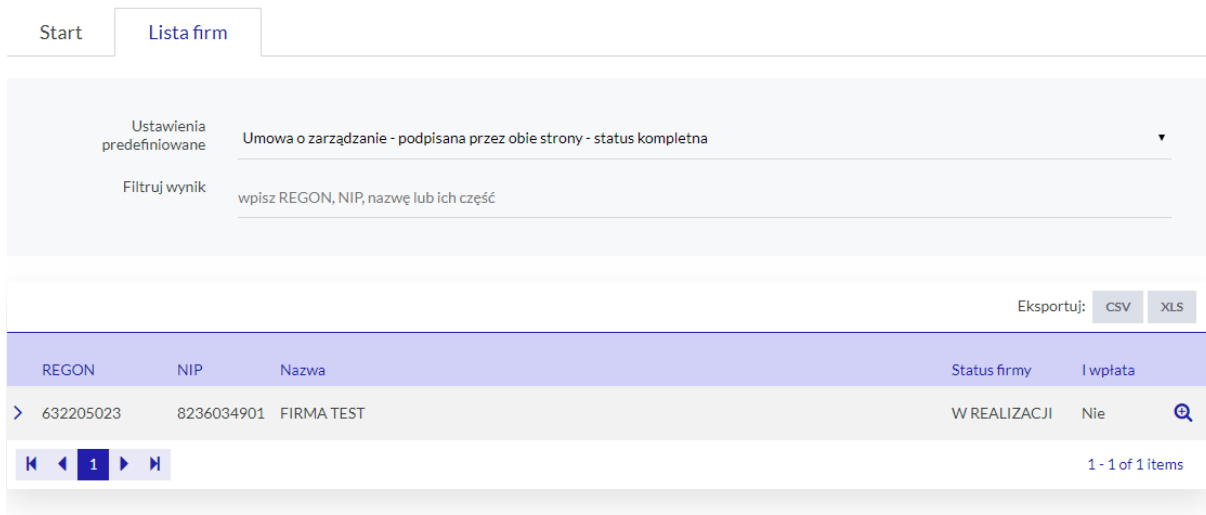 Start Lista firm
Ustawienia
predefiniowane
Umowa o zarządzanie - podpisana przez obie strony - status kompletna
Filtruj wynik
wpisz REGON, NIP, nazwę lub ich część
Eksportuj: CSV XLS
REGON NIP Nazwa Status firmy I wpłata
632205023 8236034901 FIRMA TEST W REALIZACJI Nie
1 1 - 1 of 1 items